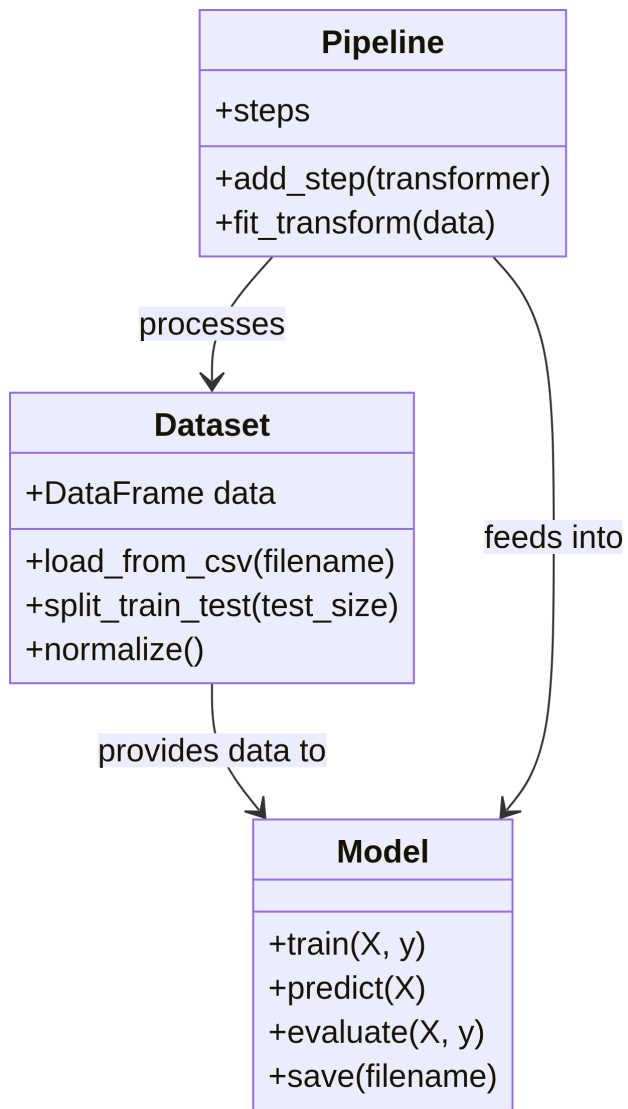 Pipeline
+steps
+add_step(transformer)
+fit_transform(data)
processes
Dataset
+DataFrame data
+load_from_csv(filename)
+split_train_test(test_size)
+normalize()
feeds into
provides data to
Model
+train(X, y)
+predict(X)
+evaluate(X, y)
+save(filename)